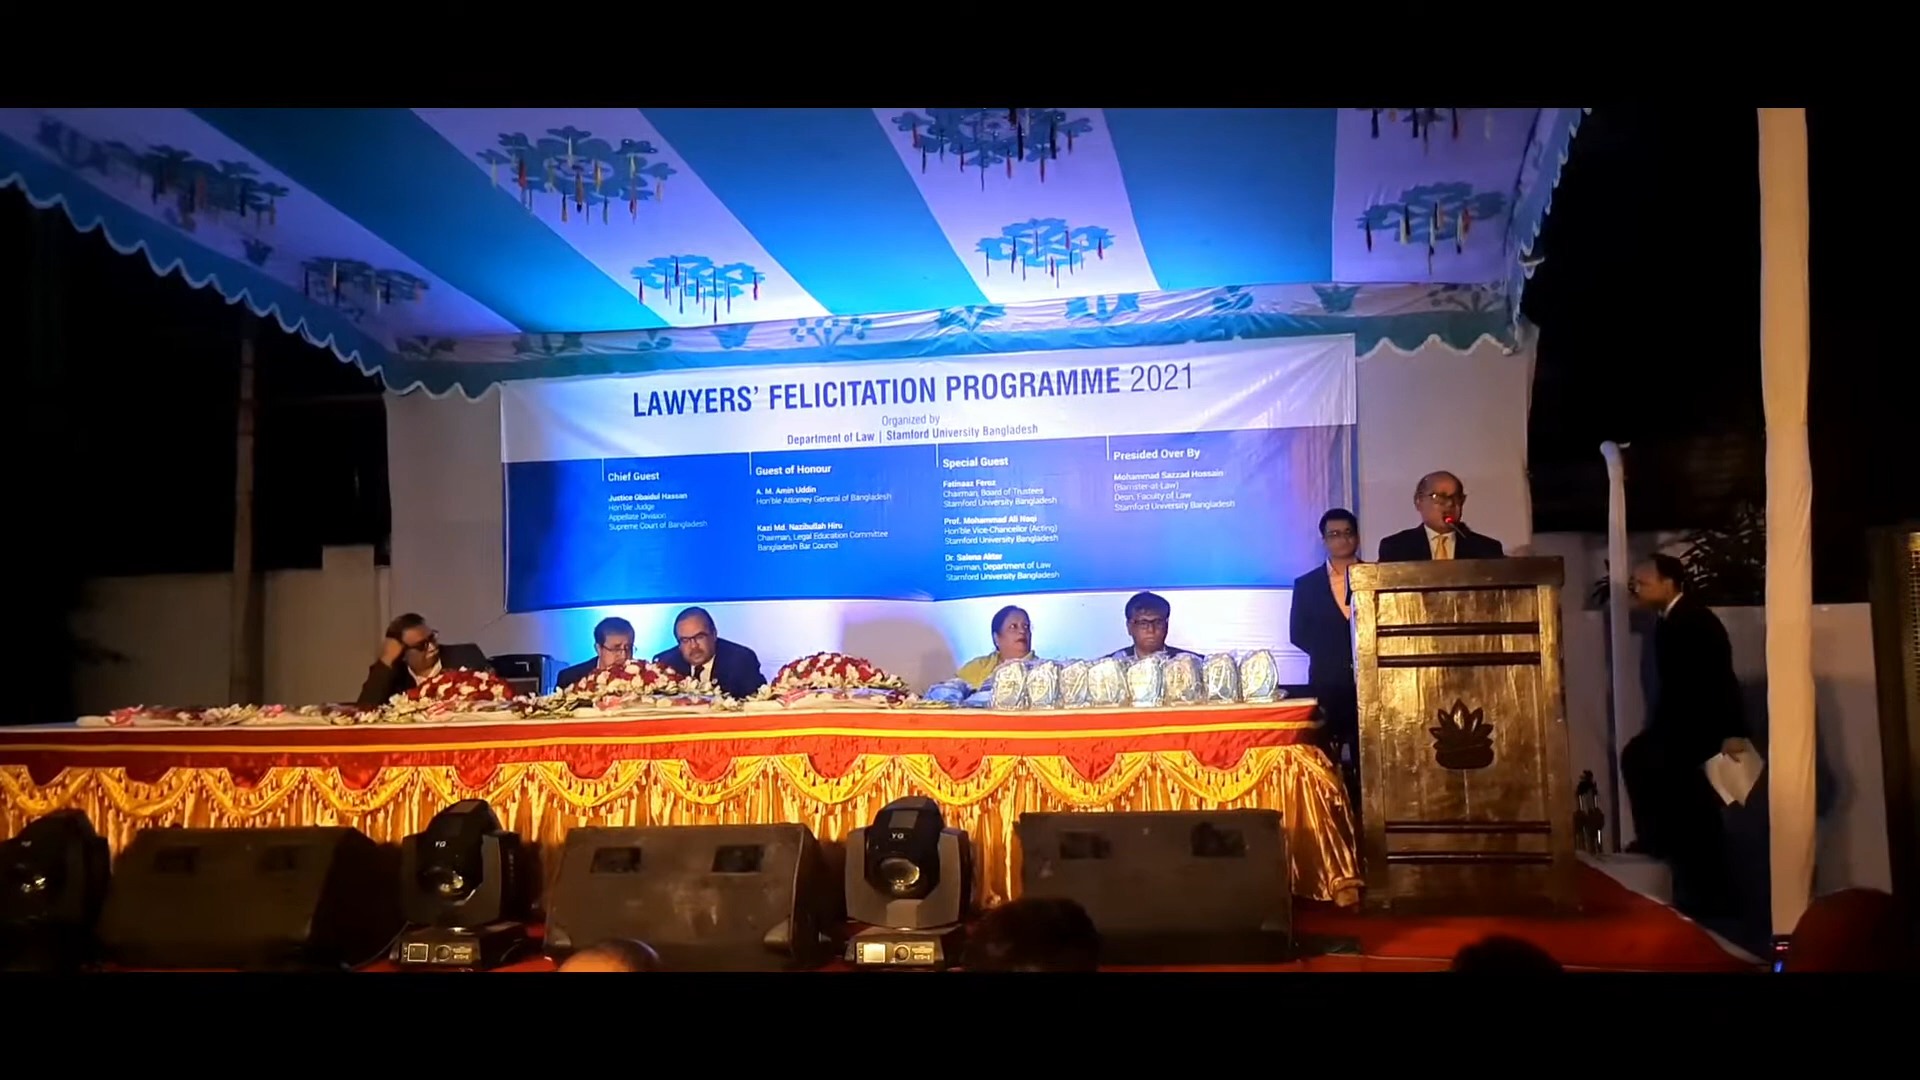 LAWYERS' FELICITATION PROGRAMME 2021
Organized by
Department of Law | Stamford University Bangladesh
Chief Guest
Justice Obaidul Hassan
Hon'ble Judge
Appellate Division
Supreme Court of Bangladesh
Guest of Honour
A. M. Amin Uddin
Hon'ble Attorney General of Bangladesh
Kazi Md. Nazibullah Hiru
Chairman, Legal Education Committee
Bangladesh Bar Council
Special Guest
Fatinaaz Feroz
Chairman, Board of Trustees
Stamford University Bangladesh
Prof. Mohammad Ali Naqi
Hon'ble Vice-Chancellor (Acting)
Stamford University Bangladesh
Dr. Salena Aktar
Chairman, Department of Law
Stamford University Bangladesh
Presided Over By
Mohammad Sazzad Hossain
(Barrister-at-Law)
Dean, Faculty of Law
Stamford University Bangladesh
YQ
YQ